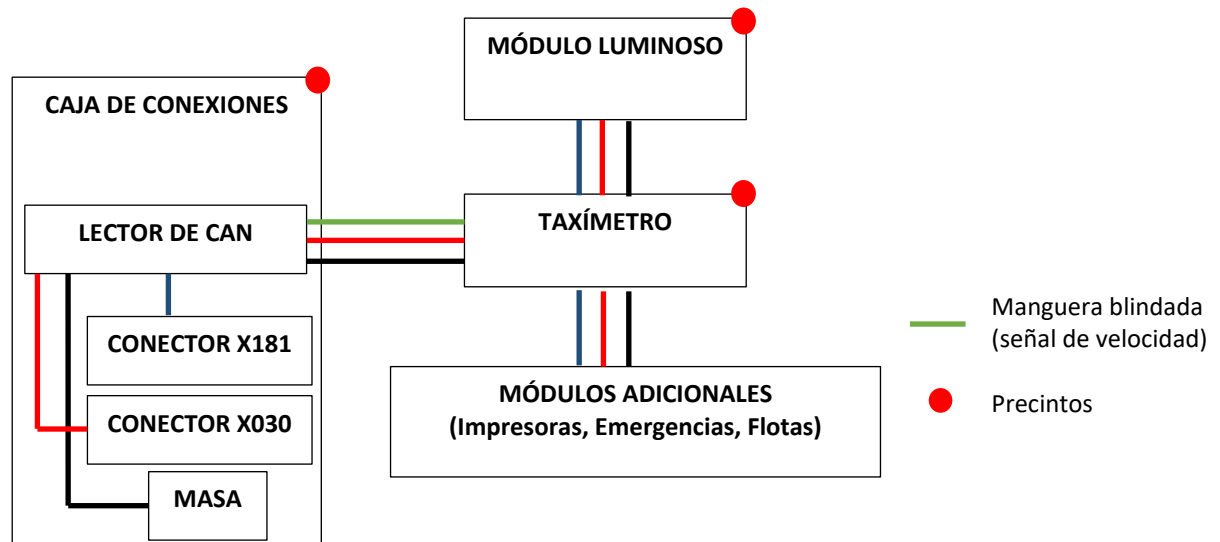 MÓDULO LUMINOSO
CAJA DE CONEXIONES
LECTOR DE CAN
TAXÍMETRO
CONECTOR X181
CONECTOR X030
MASA
MÓDULOS ADICIONALES
(Impresoras, Emergencias, Flotas)
Manguera blindada
(señal de velocidad)
Precintos